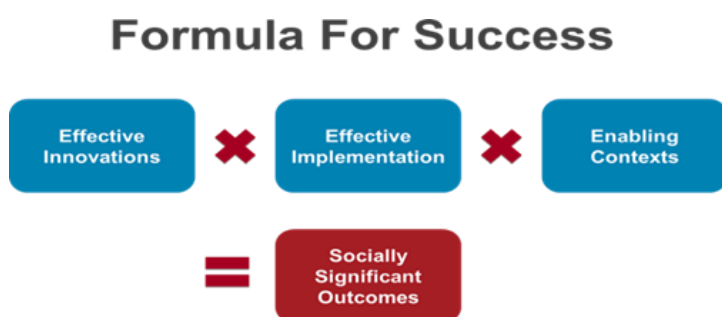 Formula For Success
Effective
Innovations
Effective
Implementation
Enabling
Contexts
Socially
Significant
Outcomes